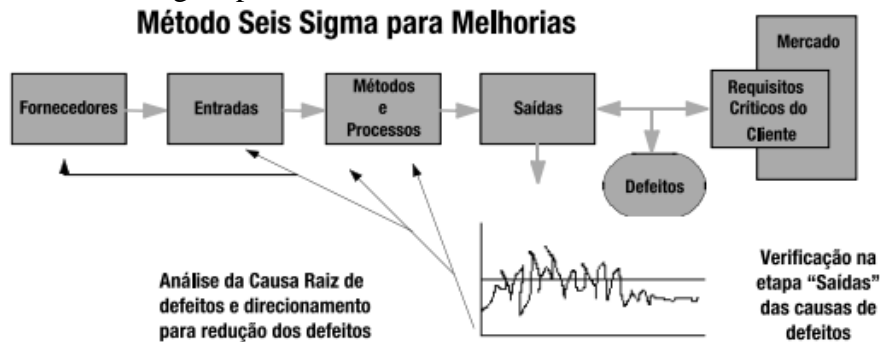 Método Seis Sigma para Melhorias
Mercado
Fornecedores
Entradas
Métodos
e
Processos
Saídas
Requisitos
Críticos do
Cliente
Defeitos
Análise da Causa Raiz de
defeitos e direcionamento
para redução dos defeitos
Verificação na
etapa “Saídas”
das causas de
defeitos